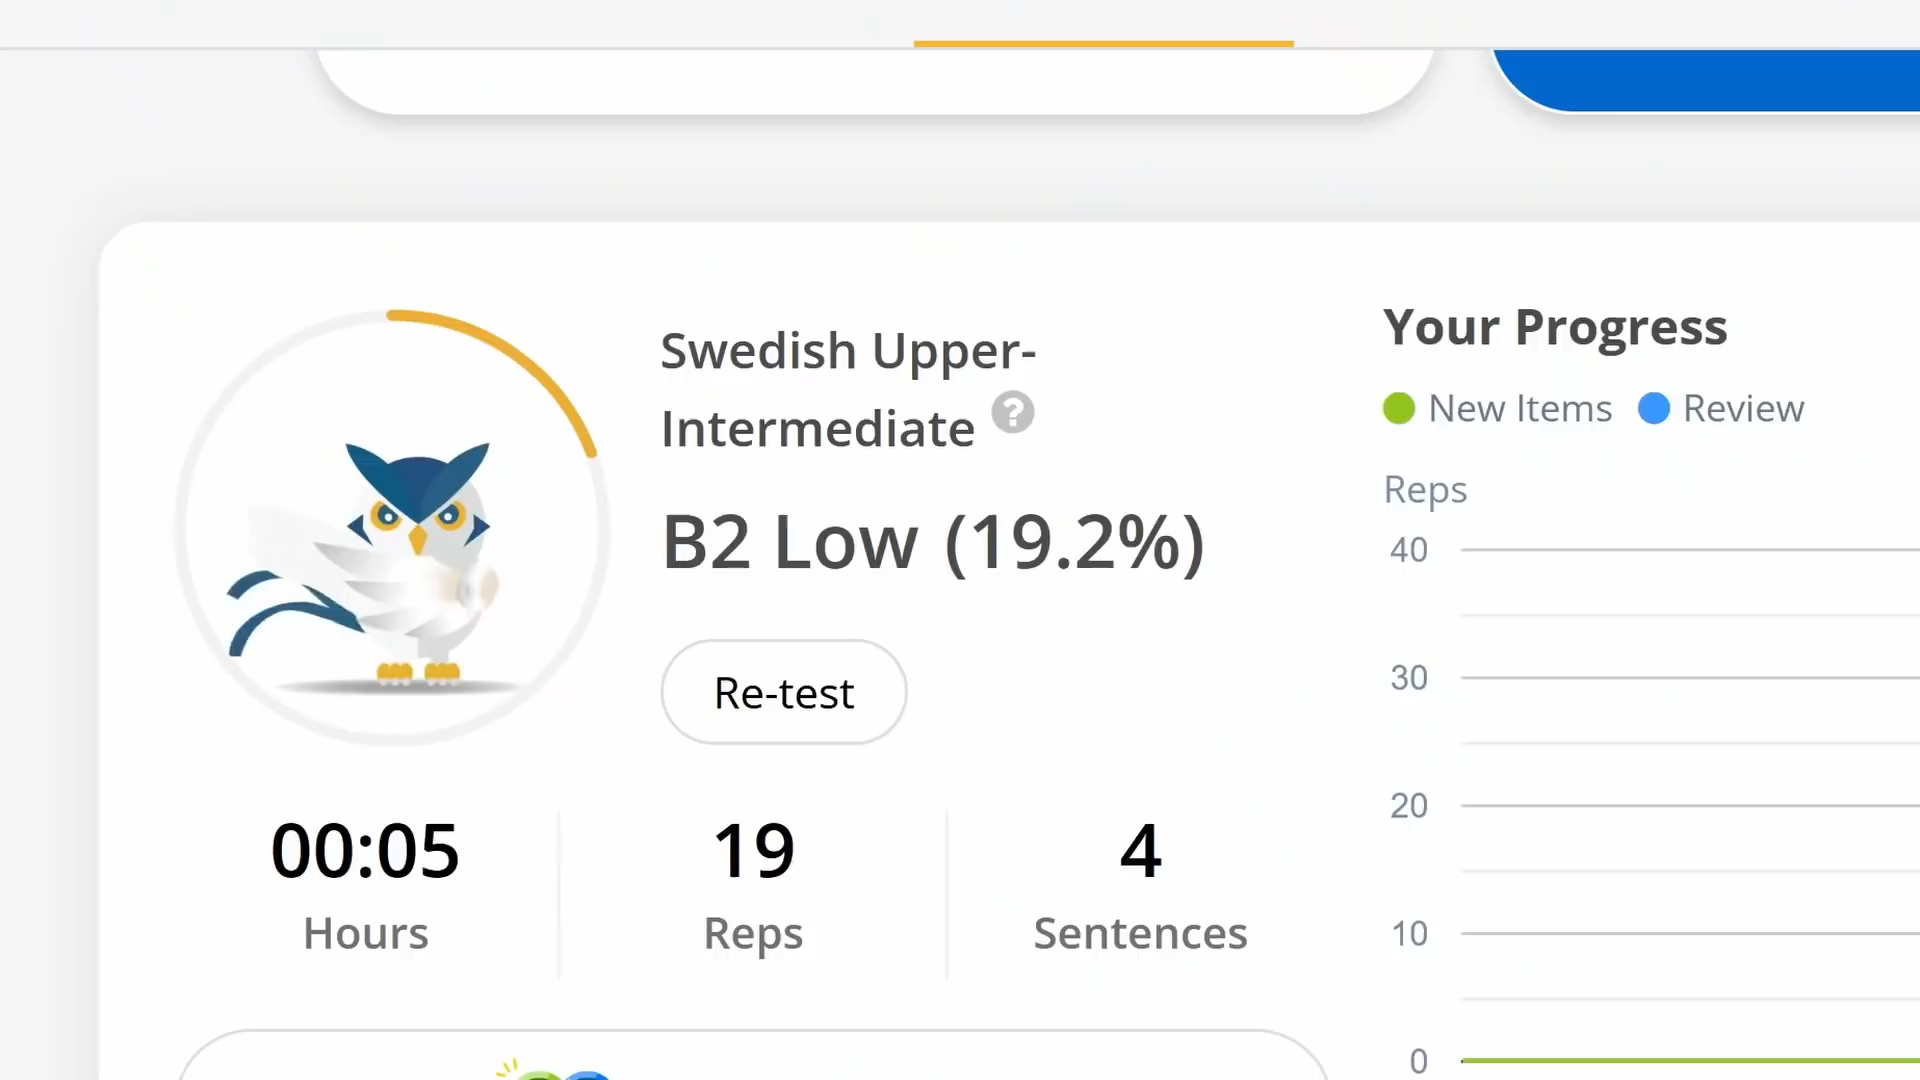 Swedish Upper-
Intermediate ?
B2 Low (19.2%)
Re-test
00:05
Hours
19
Reps
4
Sentences
Your Progress
New Items
Review
Reps
40
30
20
10
0